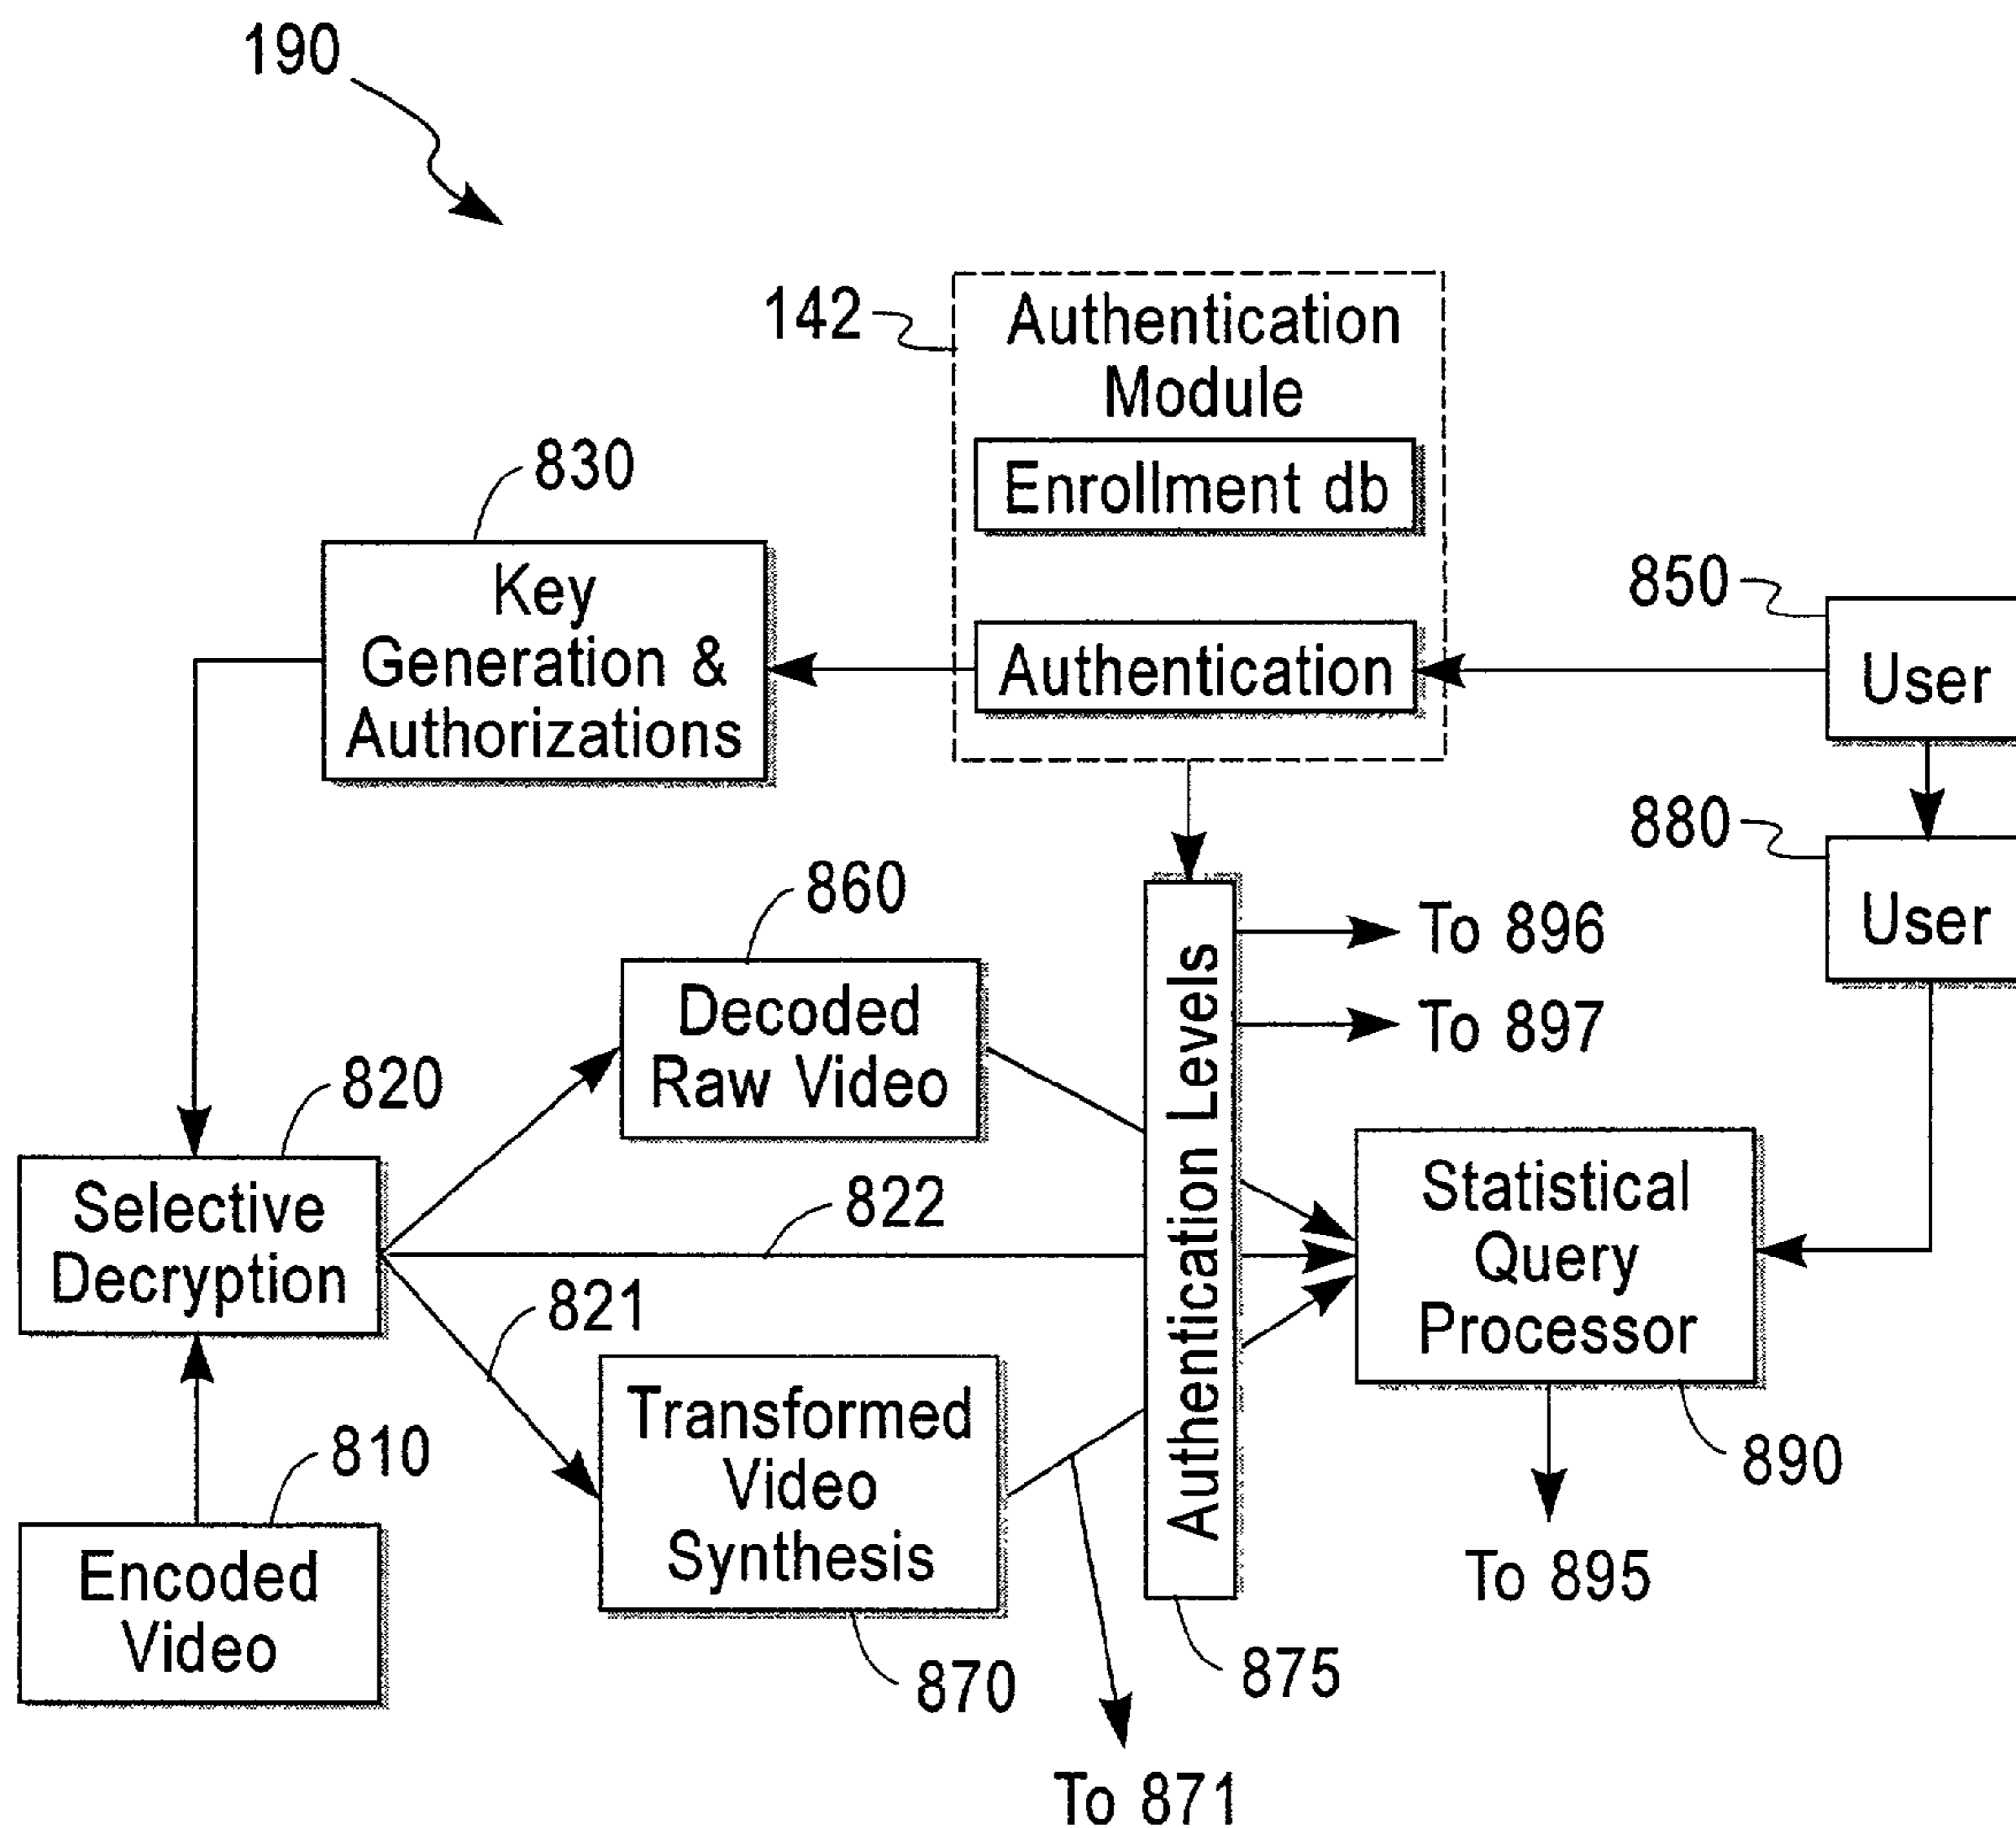 190
142
Authentication
Module
Enrollment db
830
Key
Generation &
Authorizations
Authentication
850
User
880
User
860
Decoded
Raw Video
Authentication Levels
To 896
To 897
820
Selective
Decryption
822
821
Statistical
Query
Processor
810
Encoded
Video
Transformed
Video
Synthesis
890
To 895
870
875
To 871